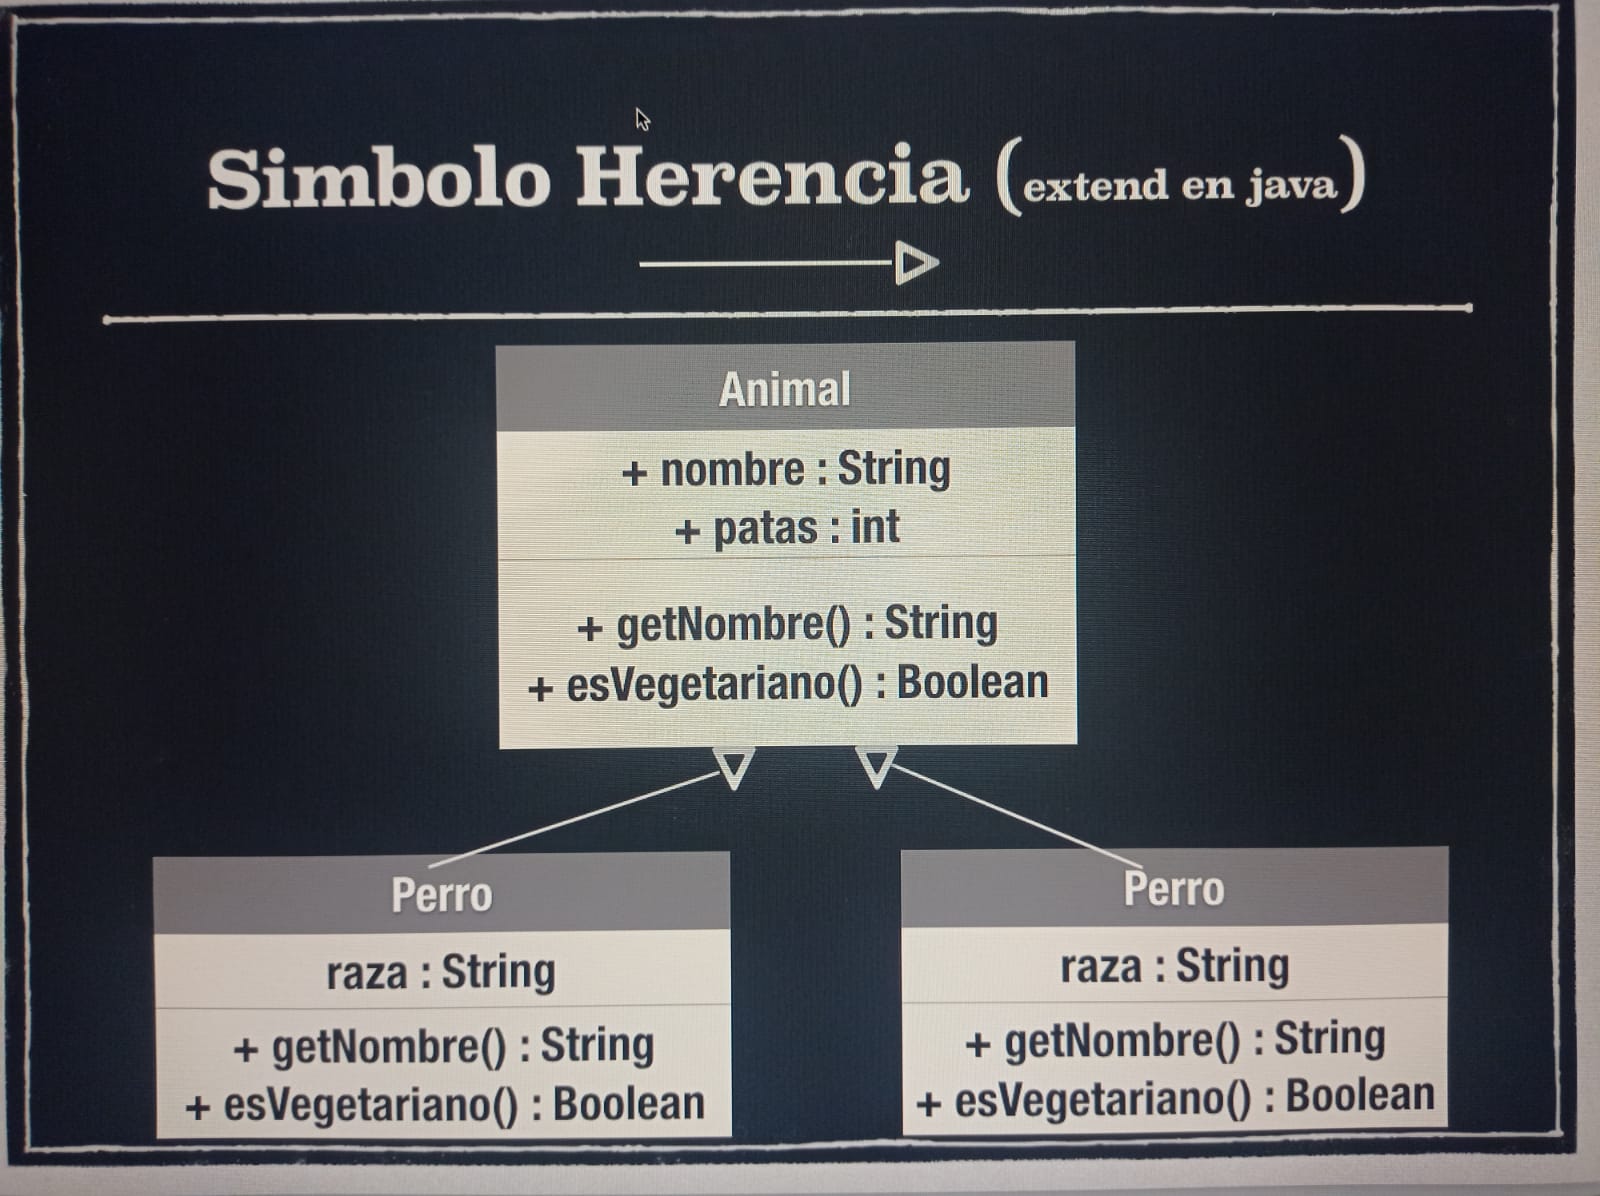 Simbolo Herencia (extend en java)
Animal
+ nombre : String
+ patas : int
+ getNombre() : String
+ esVegetariano() : Boolean
Perro
raza : String
+ getNombre() : String
+ esVegetariano() : Boolean
Perro
raza : String
+ getNombre() : String
+ esVegetariano() : Boolean